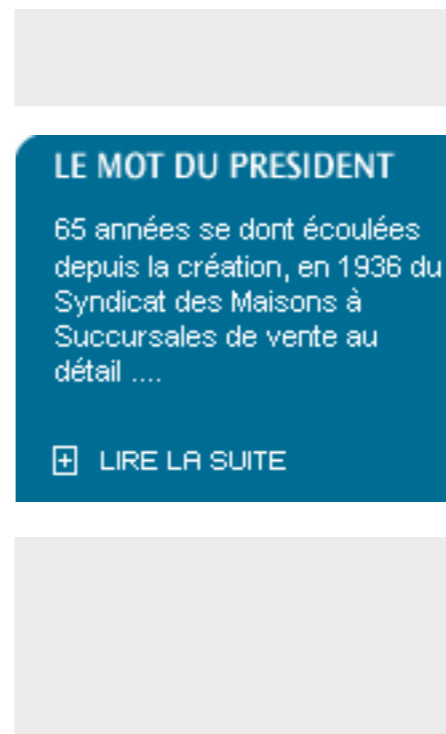 LE MOT DU PRESIDENT
65 années se dont écoulées
depuis la création, en 1936 du
Syndicat des Maisons à
Succursales de vente au
détail ....
LIRE LA SUITE